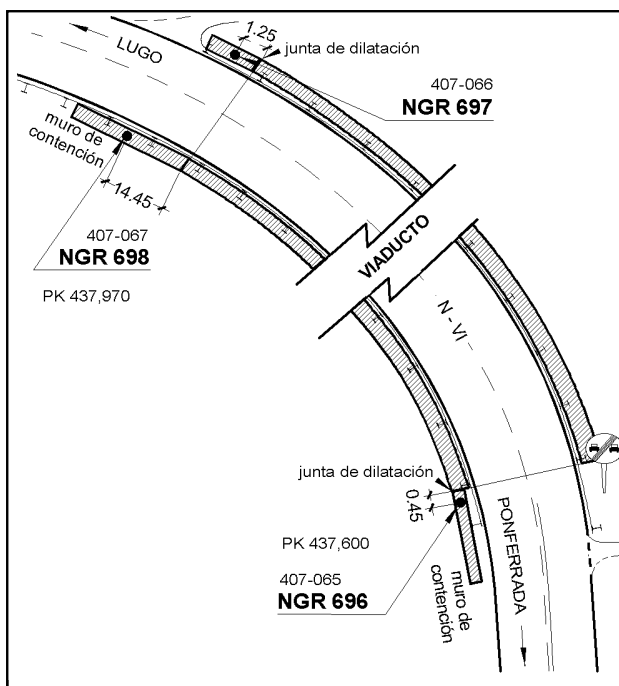 1.25
LUGO
junta de dilatación
407-066
NGR 697
muro de
contención
14.45
407-067
NGR 698
PK 437,970
VIADUCTO
N - VI
junta de dilatación
0.45
PK 437,600
407-065
NGR 696
muro de
contención
PONFERRADA